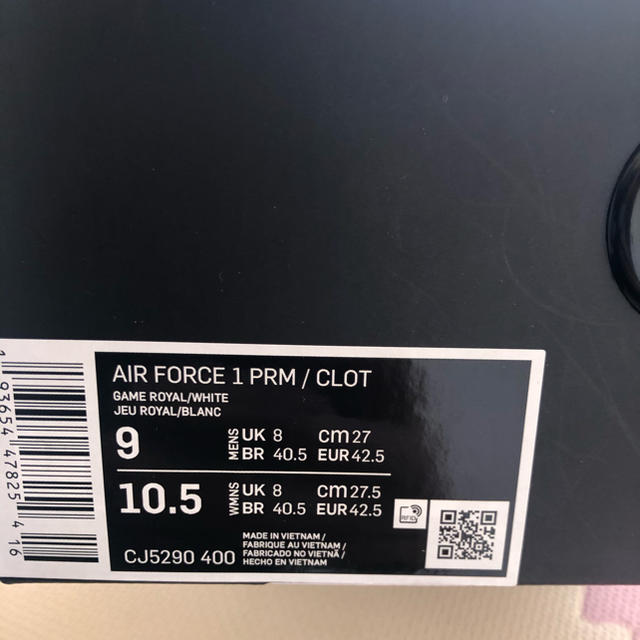 AIR FORCE 1 PRM / CLOT
GAME ROYAL/WHITE
JEU ROYAL/BLANC
9 MENS UK 8 cm 27
BR 40.5 EUR 42.5
10.5 WMNS UK 8 cm 27.5
BR 40.5 EUR 42.5
RFID
CJ5290 400
MADE IN VIETNAM /
FABRIQUE AU VIETNAM /
FABRICADO NO VIETNÃ /
HECHO EN VIETNAM
1 93654 47825 4 16